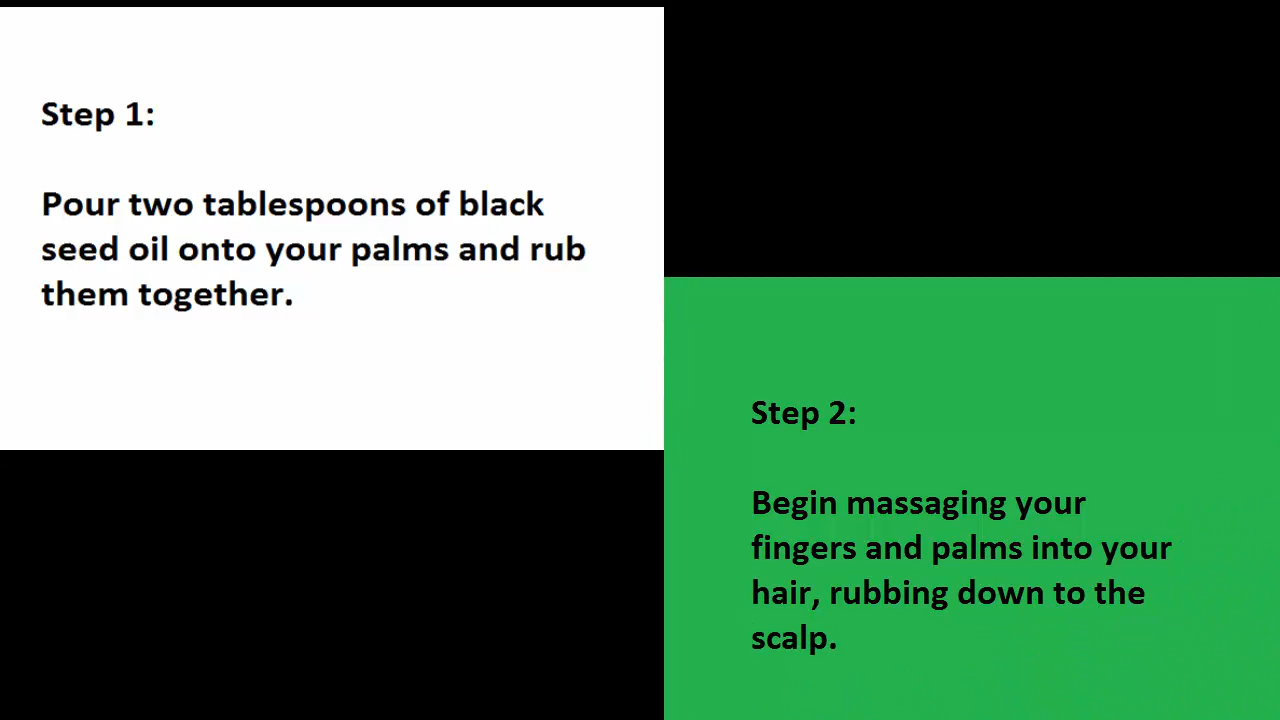 Step 1:
Pour two tablespoons of black
seed oil onto your palms and rub
them together.
Step 2:
Begin massaging your
fingers and palms into your
hair, rubbing down to the
scalp.